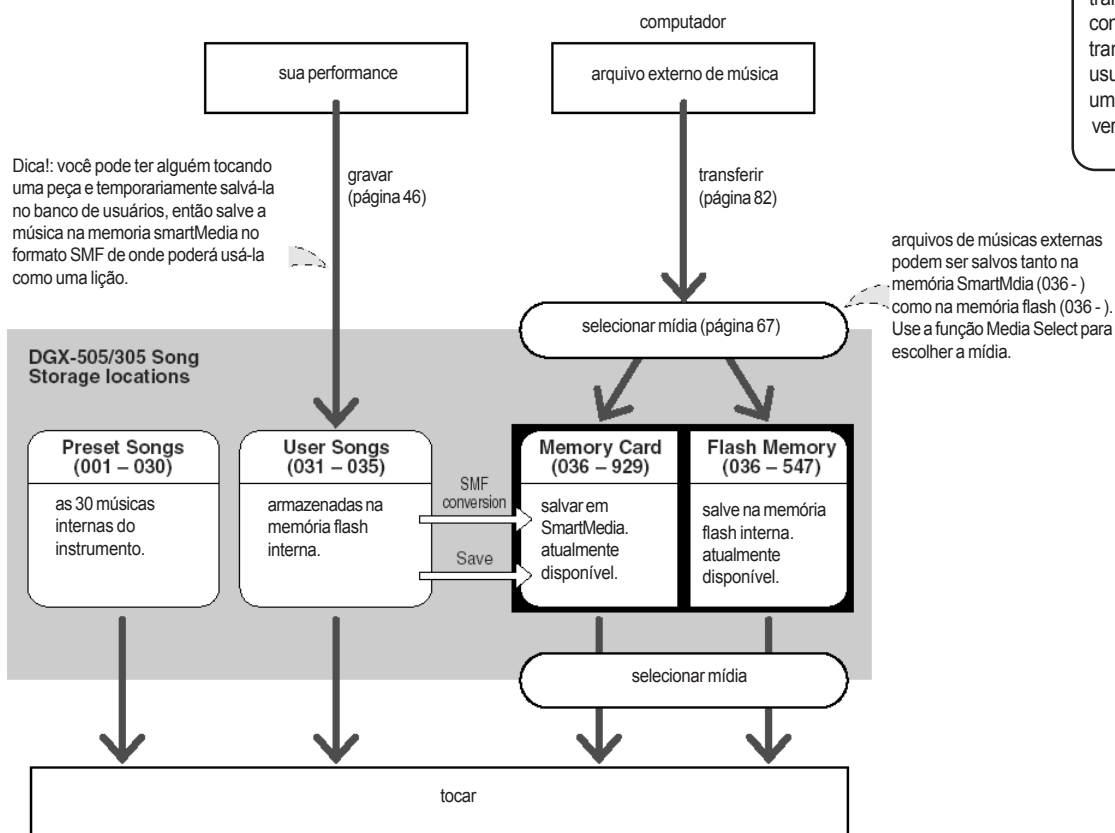 computador
sua performance
arquivo externo de música
Dica!: você pode ter alguém tocando
uma peça e temporariamente salvá-la
no banco de usuários, então salve a
música na memoria smartMedia no
formato SMF de onde poderá usá-la
como uma lição.
gravar
(página 46)
transferir
(página 82)
arquivos de músicas externas
podem ser salvos tanto na
memória SmartMdia (036 - )
como na memória flash (036 - ).
Use a função Media Select para
escolher a mídia.
selecionar mídia (página 67)
DGX-505/305 Song
Storage locations
Preset Songs
(001 – 030)
as 30 músicas
internas do
instrumento.
User Songs
(031 – 035)
armazenadas na
memória flash
interna.
SMF
conversion
Save
Memory Card
(036 – 929)
salvar em
SmartMedia.
atualmente
disponível.
Flash Memory
(036 – 547)
salve na memória
flash interna.
atualmente
disponível.
selecionar mídia
tocar